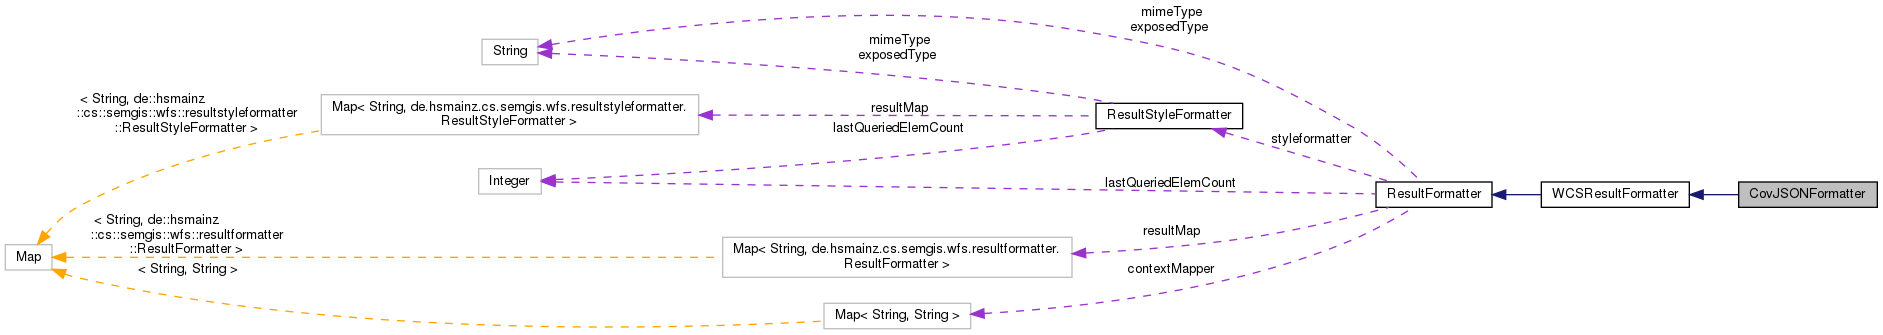 mimeType
exposedType
mimeType
exposedType
String
< String, de::hsmainz
::cs::semgis::wfs::resultstyleformatter
::ResultStyleFormatter >
Map< String, de.hsmainz.cs.semgis.wfs.resultstyleformatter.
ResultStyleFormatter >
resultMap
lastQueriedElemCount
ResultStyleFormatter
styleformatter
Integer
lastQueriedElemCount
ResultFormatter
WCSResultFormatter
CovJSONFormatter
< String, de::hsmainz
::cs::semgis::wfs::resultformatter
::ResultFormatter >
Map
< String, String >
Map< String, de.hsmainz.cs.semgis.wfs.resultformatter.
ResultFormatter >
resultMap
contextMapper
Map< String, String >